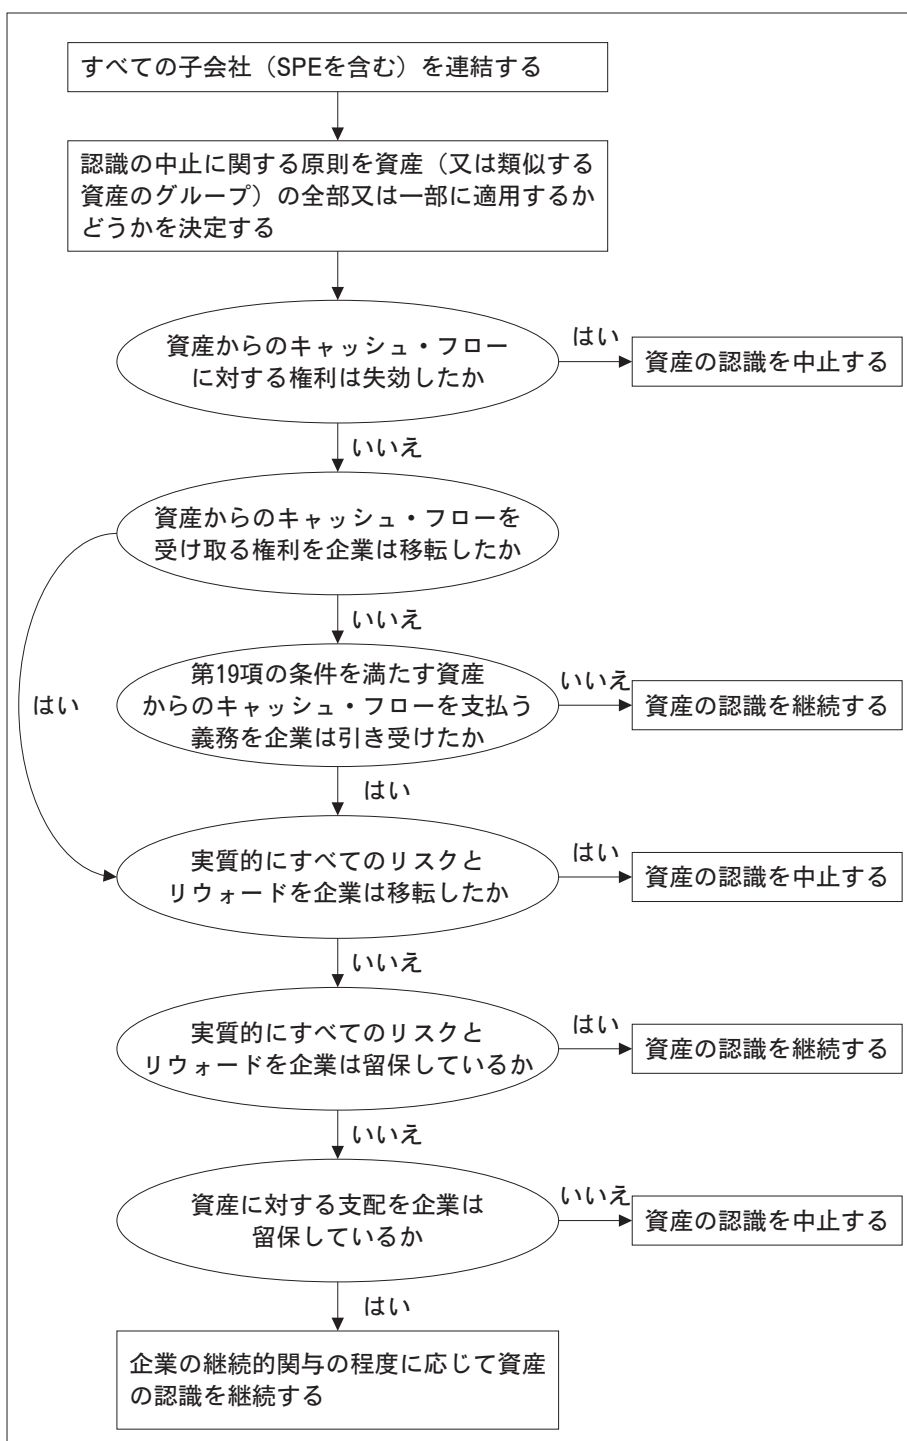 すべての子会社（SPEを含む）を連結する
認識の中止に関する原則を資産（又は類似する
資産のグループ）の全部又は一部に適用するか
どうかを決定する
資産からのキャッシュ・フロー
に対する権利は失効したか
はい
資産の認識を中止する
いいえ
資産からのキャッシュ・フローを
受け取る権利を企業は移転したか
いいえ
はい
第19項の条件を満たす資産
からのキャッシュ・フローを支払う
義務を企業は引き受けたか
いいえ
資産の認識を継続する
はい
実質的にすべてのリスクと
リウォードを企業は移転したか
はい
資産の認識を中止する
いいえ
実質的にすべてのリスクと
リウォードを企業は留保しているか
はい
資産の認識を継続する
いいえ
資産に対する支配を企業は
留保しているか
いいえ
資産の認識を中止する
はい
企業の継続的関与の程度に応じて資産
の認識を継続する